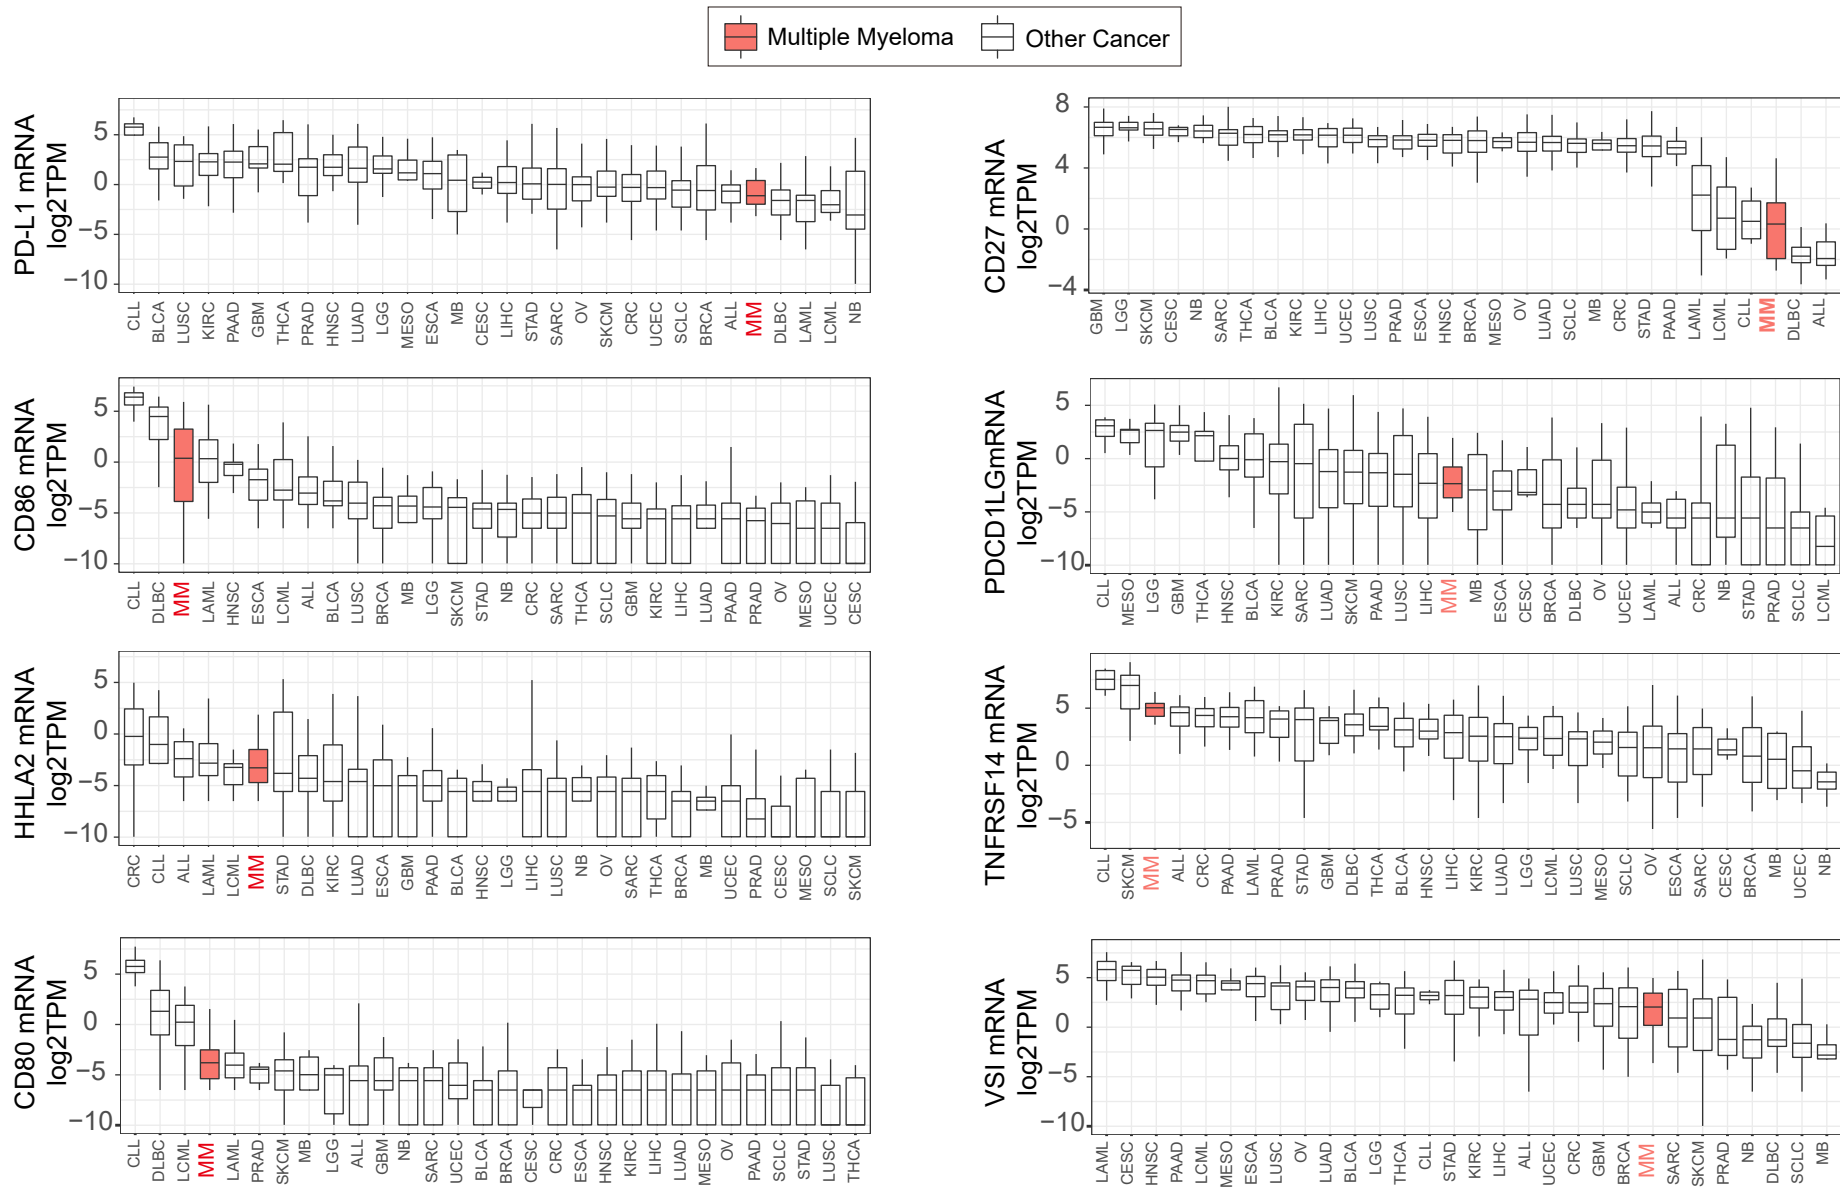 Multiple Myeloma Other Cancer
PD-L1 mRNA
log2TPM
5
0
−5
−10
CLL BLCA LUSC KIRC PAAD GBM THCA PRAD HNSC LUAD LGG MESO ESCA MB CESC LIHC STAD SARC OV SKCM CRC UCEC SCLC BRCA ALL MM DLBC LAML LCML NB
CD27 mRNA
log2TPM
8
4
0
−4
GBM LGG SKCM CESC NB SARC THCA BLCA KIRC LIHC UCEC LUSC PRAD ESCA HNSC BRCA MESO OV LUAD SCLC MB CRC STAD PAAD LAML LCML CLL MM DLBC ALL
CD86 mRNA
log2TPM
5
0
−5
−10
CLL DLBC MM LAML HNSC ESCA LCML ALL BLCA LUSC BRCA MB LGG SKCM STAD NB CRC SARC THCA SCLC GBM KIRC LIHC LUAD PAAD PRAD OV MESO UCEC CESC
PDCD1LGmRNA
log2TPM
5
0
−5
−10
CLL MESO LGG GBM THCA HNSC BLCA KIRC SARC LUAD SKCM PAAD LUSC LIHC MM MB ESCA CESC BRCA DLBC OV UCEC LAML ALL CRC NB STAD PRAD SCLC LCML
HHLA2 mRNA
log2TPM
5
0
−5
−10
CRC CLL ALL LAML LCML MM STAD DLBC KIRC LUAD ESCA GBM PAAD BLCA HNSC LGG LIHC LUSC NB OV SARC THCA BRCA MB UCEC PRAD CESC MESO SCLC SKCM
TNFRSF14 mRNA
log2TPM
5
0
−5
CLL SKCM MM ALL CRC PAAD LAML PRAD STAD GBM DLBC THCA BLCA HNSC LIHC KIRC LUAD LGG LCML LUSC MESO SCLC OV ESCA SARC CESC BRCA MB UCEC NB
CD80 mRNA
log2TPM
5
0
−5
−10
CLL DLBC LCML MM LAML PRAD SKCM MB LGG ALL GBM NB SARC UCEC BLCA BRCA CESC CRC ESCA HNSC KIRC LIHC LUAD MESO OV PAAD SCLC STAD LUSC THCA
VSI mRNA
log2TPM
5
0
−5
−10
LAML CESC HNSC PAAD LCML MESO ESCA LUSC OV LUAD BLCA LGG THCA CLL STAD KIRC LIHC ALL UCEC CRC GBM BRCA MM SARC SKCM PRAD NB DLBC SCLC MB